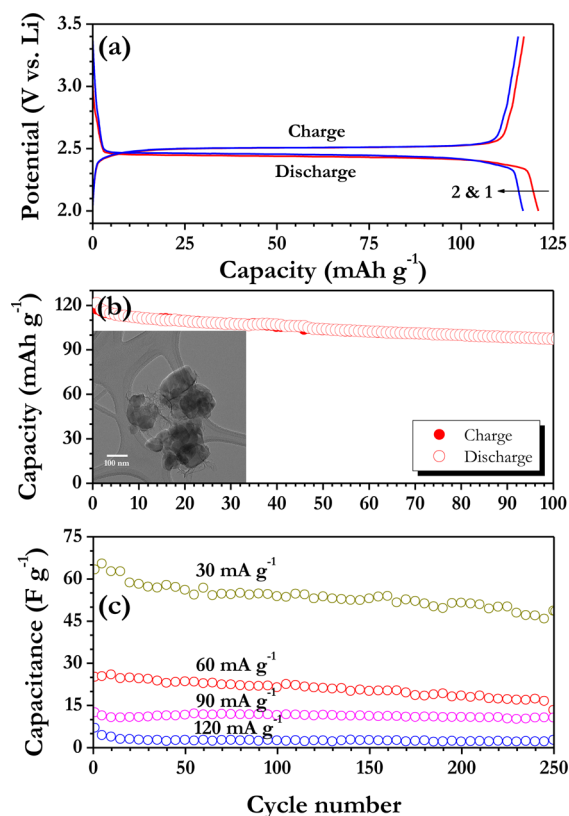 (a)
3.5
3.0
2.5
2.0
Potential (V vs. Li)
Charge
Discharge
2 & 1
0
25
50
75
100
125
Capacity (mAh g⁻¹)
(b)
120
90
60
30
0
Capacity (mAh g⁻¹)
100 nm
Charge
Discharge
0 10 20 30 40 50 60 70 80 90 100
(c)
75
60
45
30
15
0
Capacitance (F g⁻¹)
30 mA g⁻¹
60 mA g⁻¹
90 mA g⁻¹
120 mA g⁻¹
0 50 100 150 200 250
Cycle number